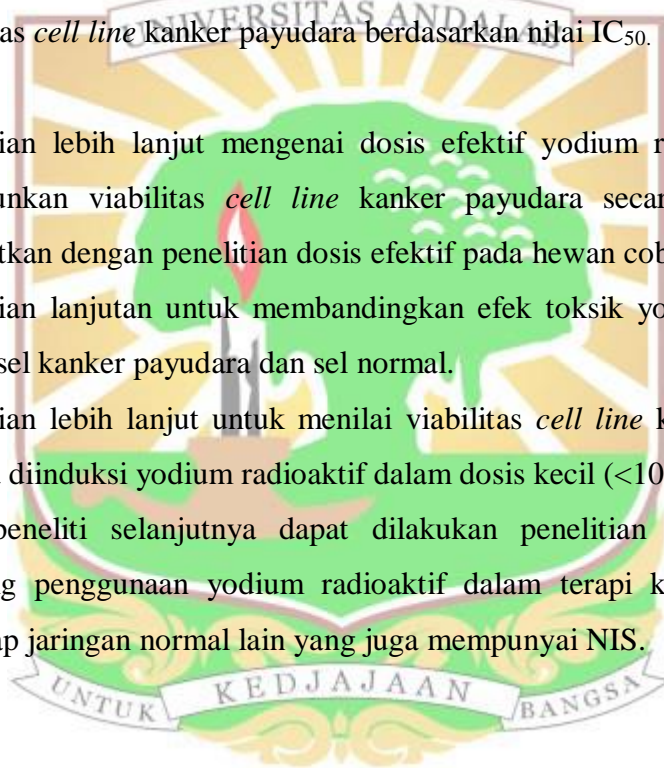 UNIVERSITAS ANDALAS
as cell line kanker payudara berdasarkan nilai IC₅₀.
ian lebih lanjut mengenai dosis efektif yodium r
unkan viabilitas cell line kanker payudara secar
tkan dengan penelitian dosis efektif pada hewan cob
ian lanjutan untuk membandingkan efek toksik yo
sel kanker payudara dan sel normal.
ian lebih lanjut untuk menilai viabilitas cell line k
diinduksi yodium radioaktif dalam dosis kecil (<10
peneliti selanjutnya dapat dilakukan penelitian
g penggunaan yodium radioaktif dalam terapi k
ap jaringan normal lain yang juga mempunyai NIS.
UNTUK KEDJAJAAN BANGSA